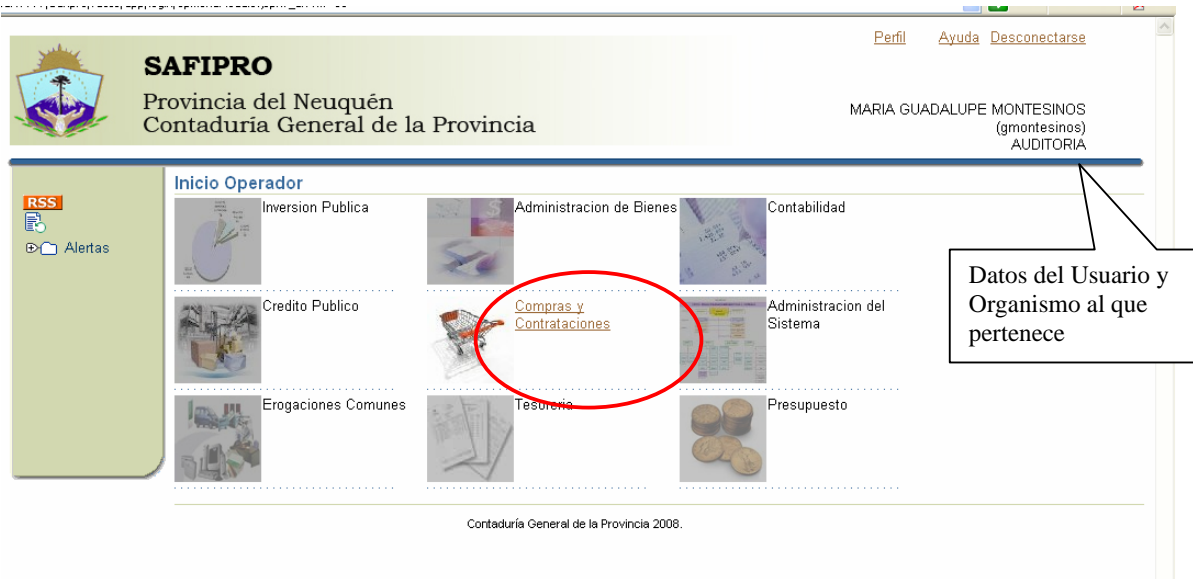 Perfil Ayuda Desconectarse
SAFIPRO
Provincia del Neuquén
Contaduría General de la Provincia
MARIA GUADALUPE MONTESINOS
(gmontesinos)
AUDITORIA
Inicio Operador
RSS
Alertas
Inversion Publica
Administracion de Bienes
Contabilidad
Credito Publico
Compras y
Contrataciones
Administracion del
Sistema
Erogaciones Comunes
Tesoreria
Presupuesto
Datos del Usuario y
Organismo al que
pertenece
Contaduría General de la Provincia 2008.